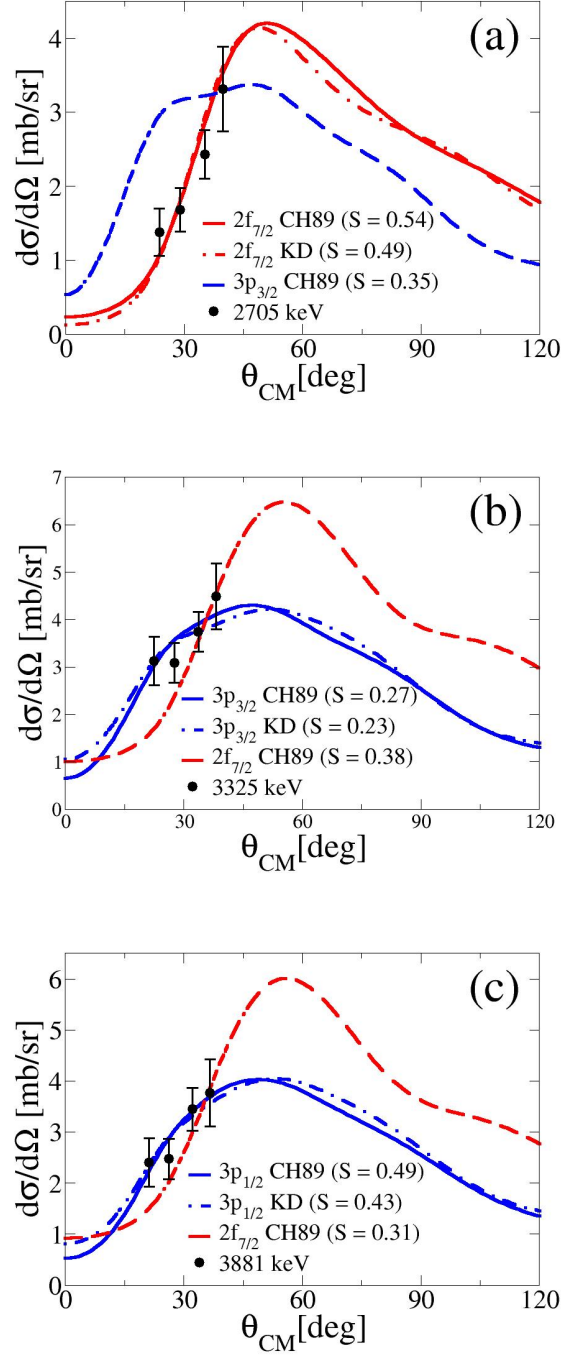 (a)
4
3
2
1
0
dσ/dΩ [mb/sr]
2f7/2 CH89 (S = 0.54)
2f7/2 KD (S = 0.49)
3p3/2 CH89 (S = 0.35)
2705 keV
0 30 60 90 120
θCM[deg]
(b)
7
6
5
4
3
2
1
0
dσ/dΩ [mb/sr]
3p3/2 CH89 (S = 0.27)
3p3/2 KD (S = 0.23)
2f7/2 CH89 (S = 0.38)
3325 keV
0 30 60 90 120
θCM[deg]
(c)
6
5
4
3
2
1
0
dσ/dΩ [mb/sr]
3p1/2 CH89 (S = 0.49)
3p1/2 KD (S = 0.43)
2f7/2 CH89 (S = 0.31)
3881 keV
0 30 60 90 120
θCM[deg]